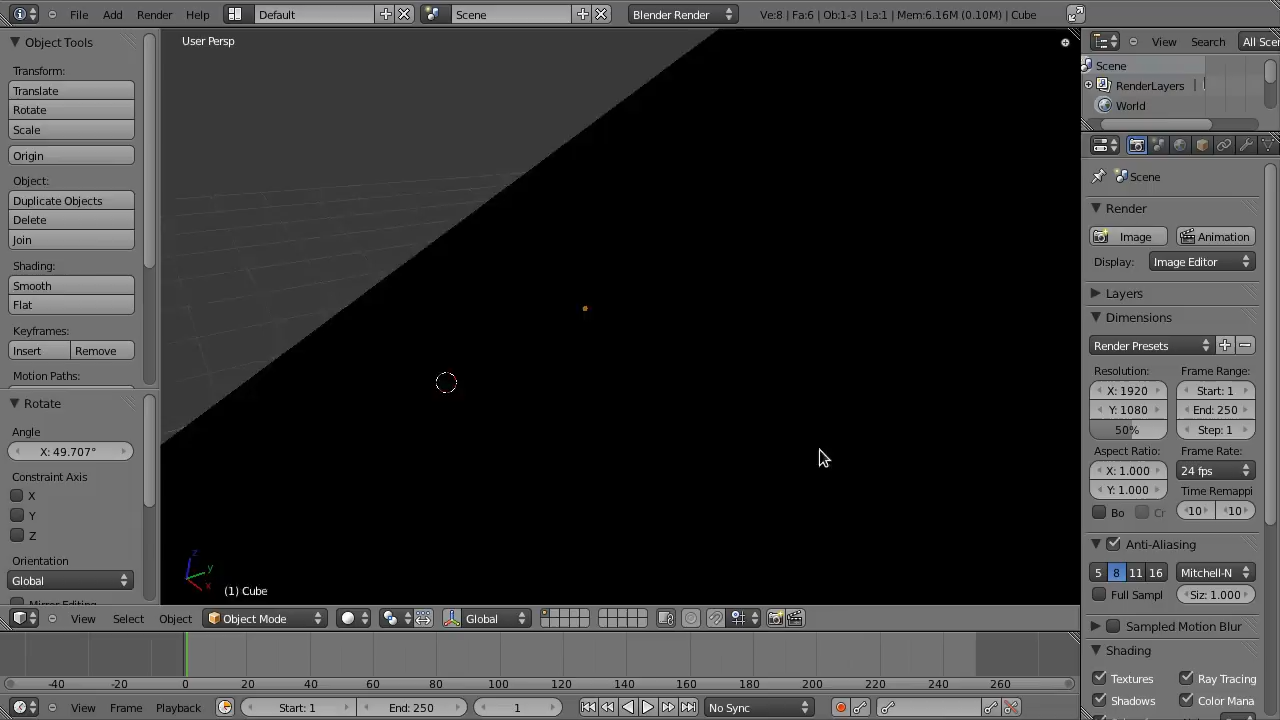 File Add Render Help Default Scene Blender Render Ve:8 | Fa:6 | Ob:1-3 | La:1 | Mem:6.16M (0.10M) | Cube
Object Tools
Transform:
Translate
Rotate
Scale
Origin
Object:
Duplicate Objects
Delete
Join
Shading:
Smooth
Flat
Keyframes:
Insert Remove
Motion Paths:
Rotate
Angle
X: 49.707°
Constraint Axis
X
Y
Z
Orientation
Global
Mirror Editing
User Persp
z
y
x
(1) Cube
View Select Object Object Mode Global
-40 -20 0 20 40 60 80 100 120 140 160 180 200 220 240 260
View Frame Playback Start: 1 End: 250 1 No Sync
View Search All Sce
Scene
RenderLayers
World
Scene
Render
Image Animation
Display: Image Editor
Layers
Dimensions
Render Presets
Resolution: Frame Range:
X: 1920 Start: 1
Y: 1080 End: 250
50% Step: 1
Aspect Ratio: Frame Rate:
X: 1.000 24 fps
Y: 1.000 Time Remappi
Bo Cr 10 10
Anti-Aliasing
5 8 11 16 Mitchell-N
Full Sampl Siz: 1.000
Sampled Motion Blur
Shading
Textures Ray Tracing
Shadows Color Mana